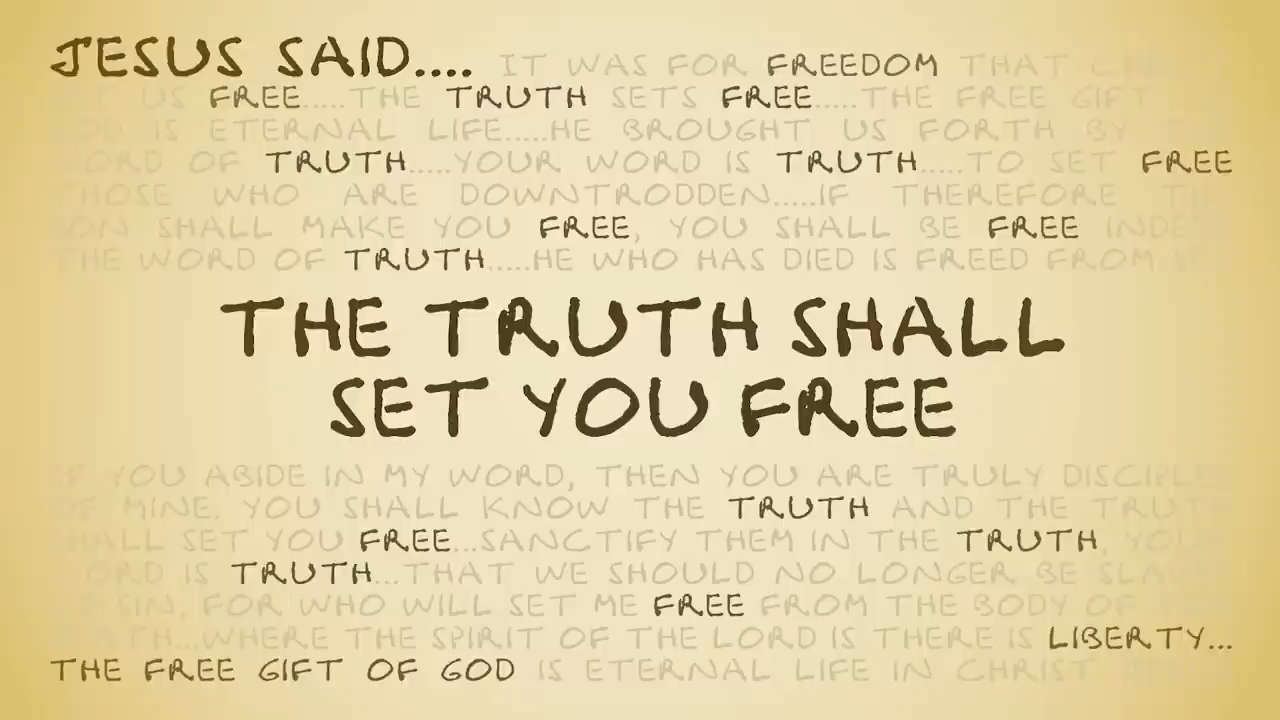 JESUS SAID.... IT WAS FOR FREEDOM THAT
US FREE.....THE TRUTH SETS FREE.....THE FREE GIFT
GOD IS ETERNAL LIFE.....HE BROUGHT US FORTH BY
WORD OF TRUTH.....YOUR WORD IS TRUTH.....TO SET FREE
THOSE WHO ARE DOWNTRODDEN.....IF THEREFORE
SON SHALL MAKE YOU FREE, YOU SHALL BE FREE
THE WORD OF TRUTH.....HE WHO HAS DIED IS FREED FROM
THE TRUTH SHALL
SET YOU FREE
IF YOU ABIDE IN MY WORD, THEN YOU ARE TRULY
OF MINE: YOU SHALL KNOW THE TRUTH AND THE TRUTH
SHALL SET YOU FREE...SANCTIFY THEM IN THE TRUTH,
IS TRUTH...THAT WE SHOULD NO LONGER BE
SIN, FOR WHO WILL SET ME FREE FROM THE BODY OF
...WHERE THE SPIRIT OF THE LORD IS THERE IS LIBERTY...
THE FREE GIFT OF GOD IS ETERNAL LIFE IN CHRIST